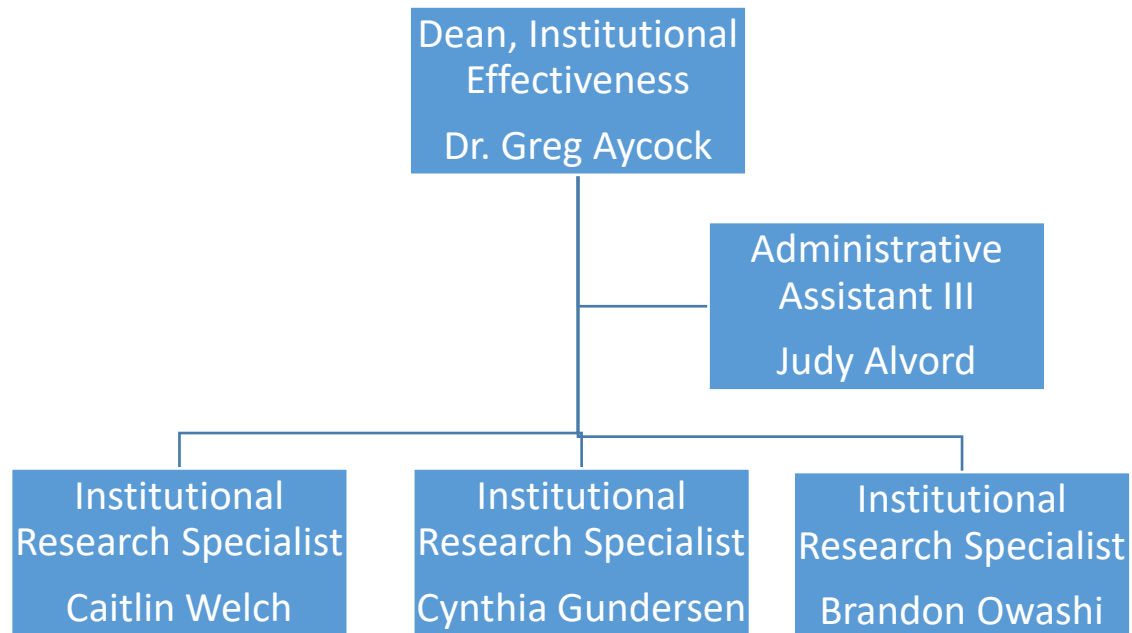 Dean, Institutional
Effectiveness
Dr. Greg Aycock
Administrative
Assistant III
Judy Alvord
Institutional
Research Specialist
Caitlin Welch
Institutional
Research Specialist
Cynthia Gundersen
Institutional
Research Specialist
Brandon Owashi